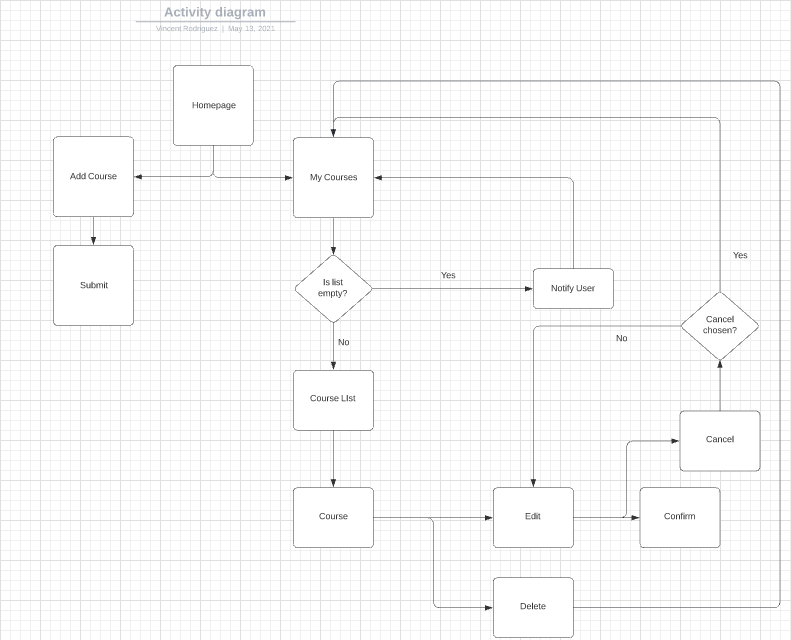 Activity diagram
Vincent Rodriguez | May 13, 2021
Homepage
Add Course
My Courses
Submit
Is list
empty?
Yes
Notify User
Yes
Cancel
chosen?
No
No
Course LIst
Cancel
Course
Edit
Confirm
Delete